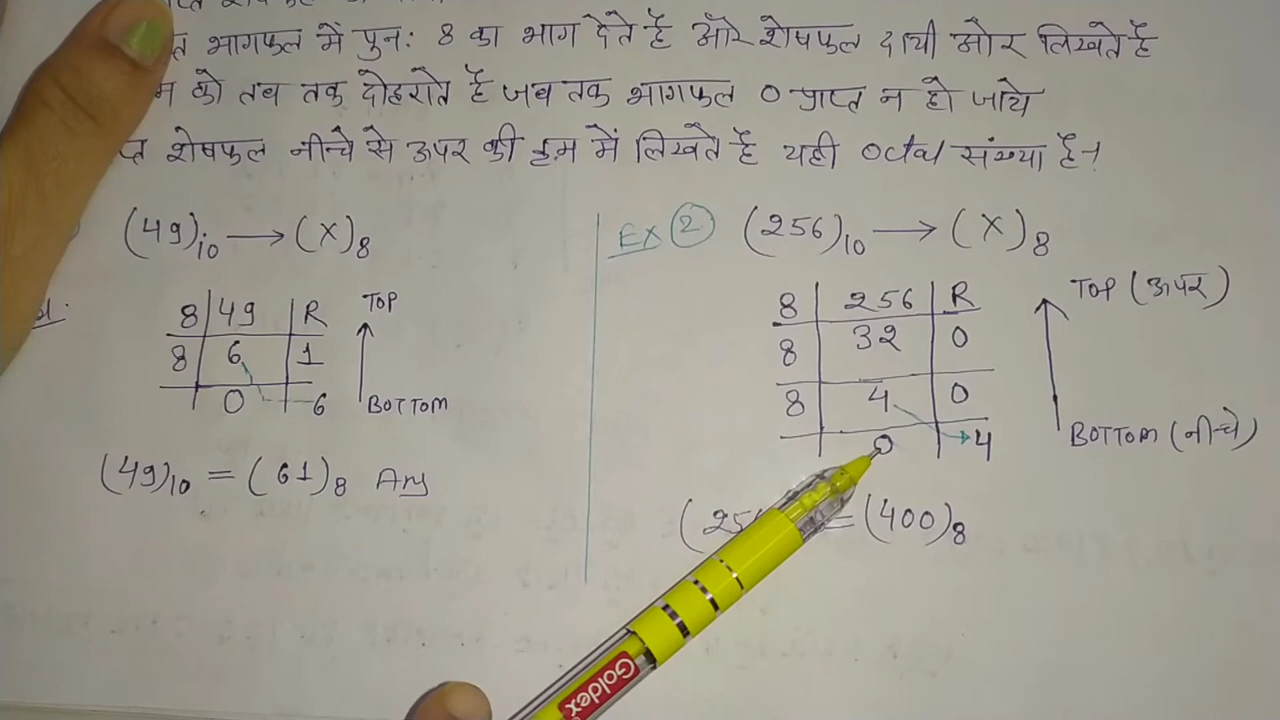 भागफल में पुन: 8 का भाग देते है और शेषफल दायी ओर लिखते है
को तब तक दोहराते है जब तक भागफल 0 प्राप्त न हो जाये
शेषफल नीचे से ऊपर की क्रम में लिखते है यही octal संख्या है।
(49)10 → (X)8
8 | 49 | R
8 | 6 | 1
0 6
TOP
BOTTOM
(49)10 = (61)8 Ans
Ex ② (256)10 → (X)8
8 | 256 | R
8 | 32 | 0
8 | 4 | 0
0 → 4
TOP (ऊपर)
BOTTOM (नीचे)
= (400)8
Goldex